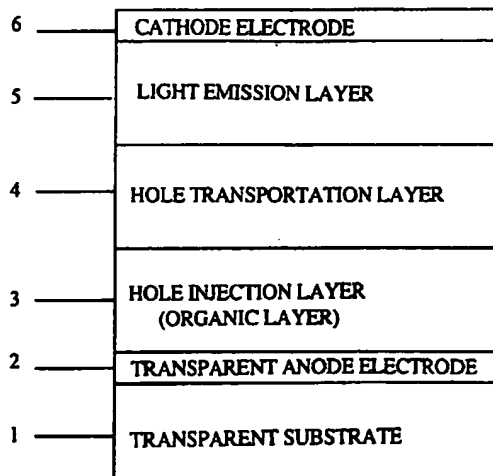 6 CATHODE ELECTRODE
5 LIGHT EMISSION LAYER
4 HOLE TRANSPORTATION LAYER
3 HOLE INJECTION LAYER
(ORGANIC LAYER)
2 TRANSPARENT ANODE ELECTRODE
1 TRANSPARENT SUBSTRATE